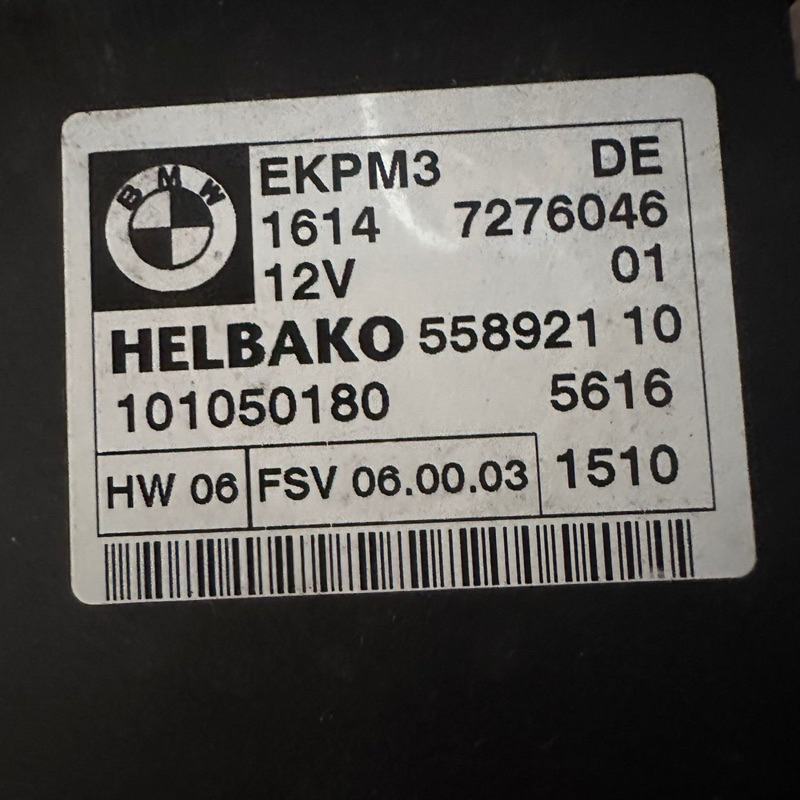 BMW
EKPM3 DE
1614 7276046
12V 01
HELBAKO 558921 10
101050180 5616
HW 06 FSV 06.00.03 1510